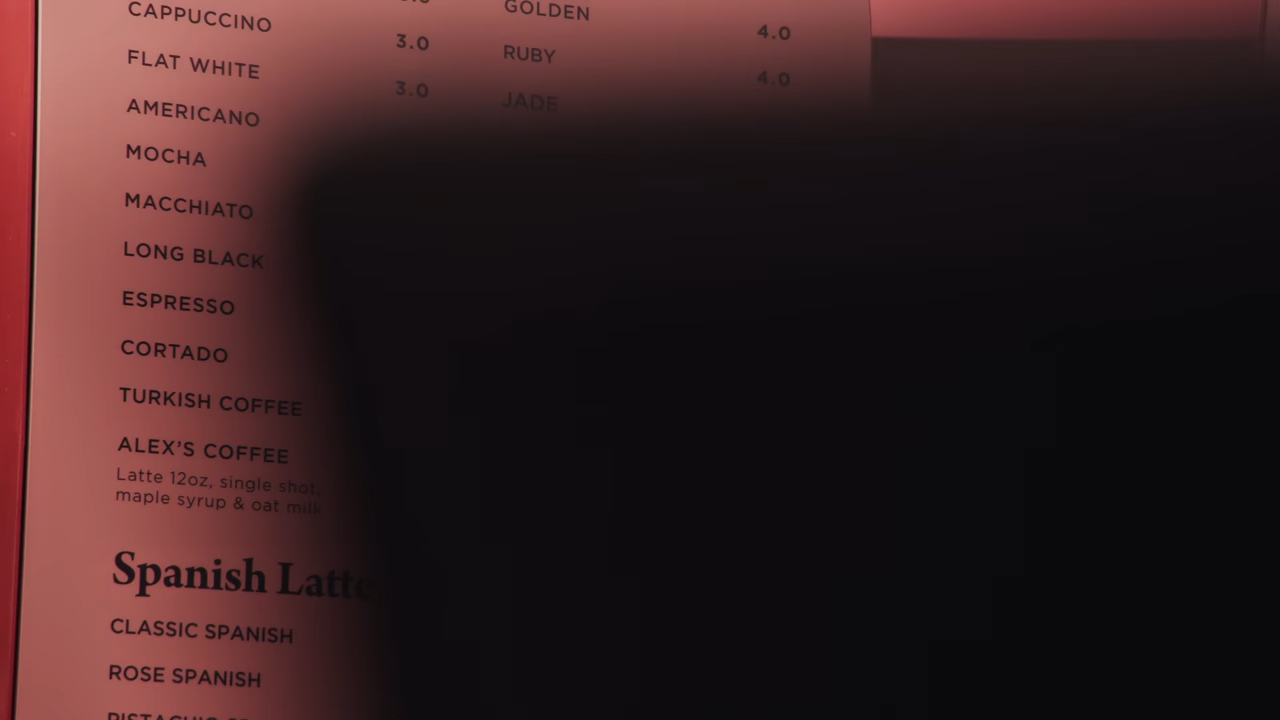 CAPPUCCINO
FLAT WHITE 3.0
AMERICANO 3.0
MOCHA
MACCHIATO
LONG BLACK
ESPRESSO
CORTADO
TURKISH COFFEE
ALEX'S COFFEE
Latte 12oz, single shot,
maple syrup & oat milk
Spanish Latte
CLASSIC SPANISH
ROSE SPANISH
GOLDEN 4.0
RUBY 4.0
JADE